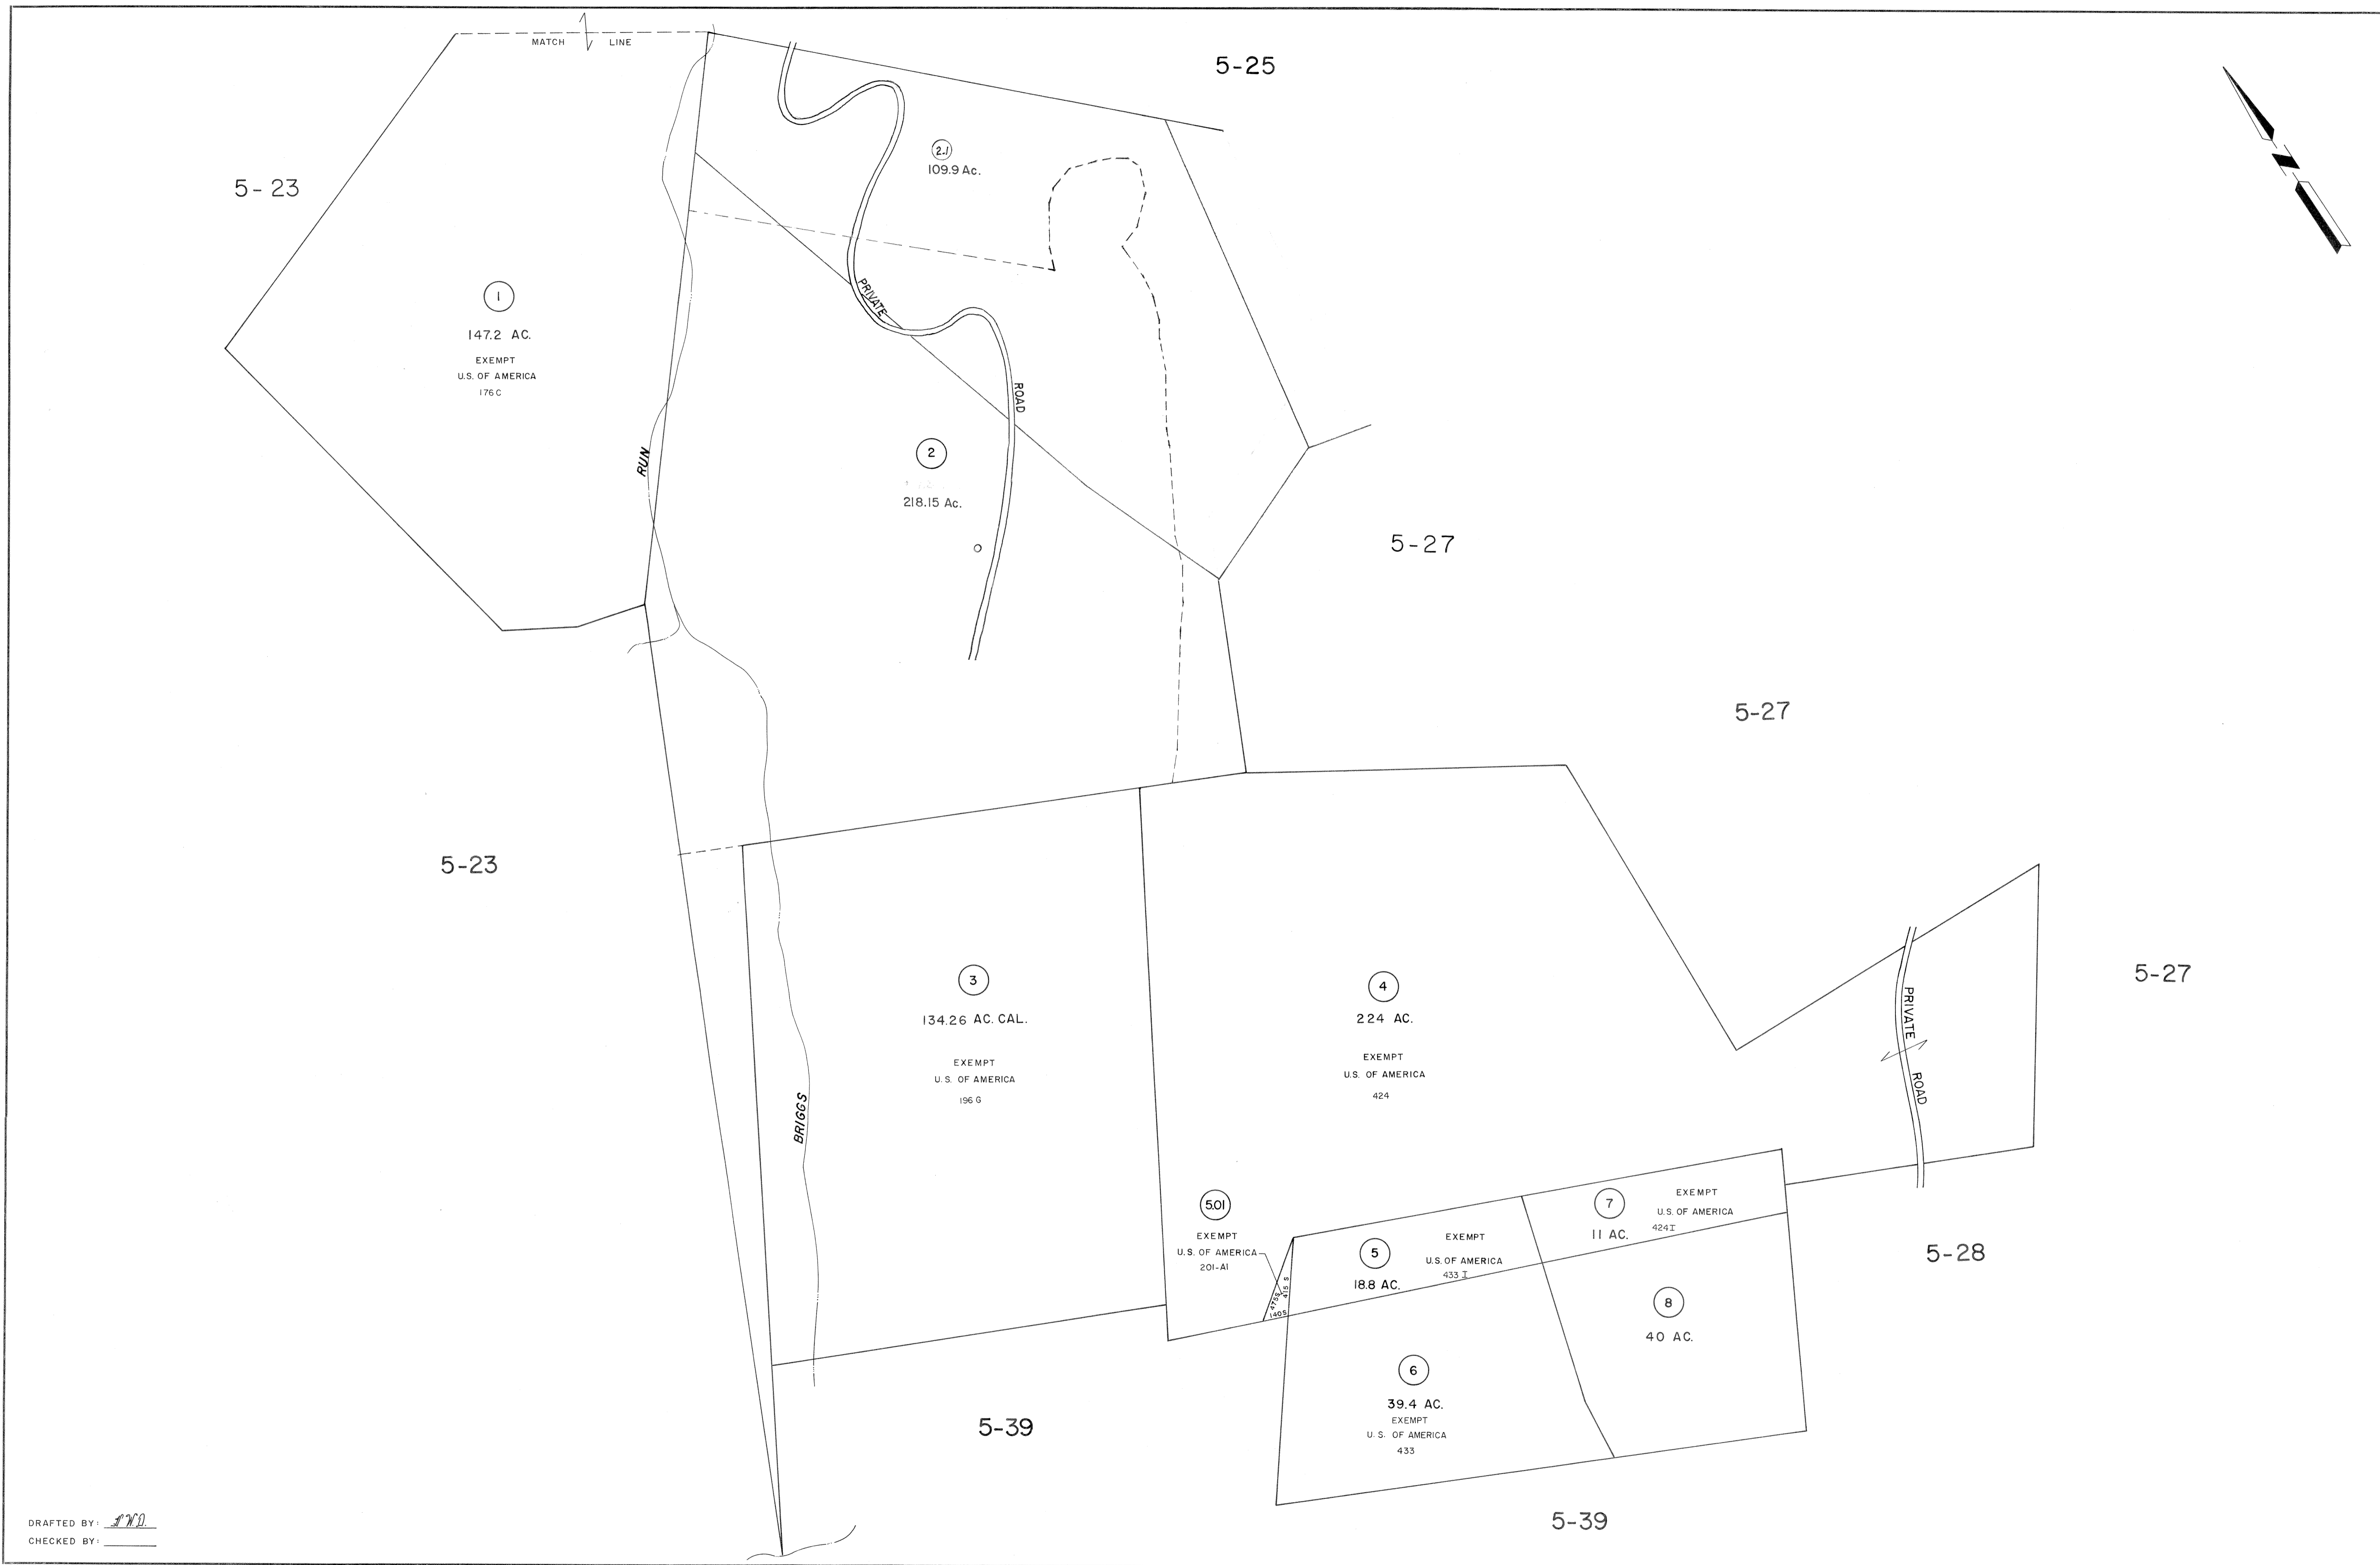 MATCH LINE
5-25
5-23
2.1
109.9 Ac.
1
147.2 AC.
EXEMPT
U.S. OF AMERICA
176 C
PRIVATE
ROAD
RUN
2
218.15 Ac.
5-27
5-27
5-23
5-27
3
134.26 AC. CAL.
EXEMPT
U.S. OF AMERICA
196 G
4
224 AC.
EXEMPT
U.S. OF AMERICA
424
PRIVATE
ROAD
BRIGGS
5.01
EXEMPT
U.S. OF AMERICA
201-A1
475 S
415 S
140 S
5
18.8 AC.
EXEMPT
U.S. OF AMERICA
433 I
7
11 AC.
EXEMPT
U.S. OF AMERICA
424 I
5-28
8
40 AC.
6
39.4 AC.
EXEMPT
U.S. OF AMERICA
433
5-39
5-39
DRAFTED BY:
CHECKED BY: